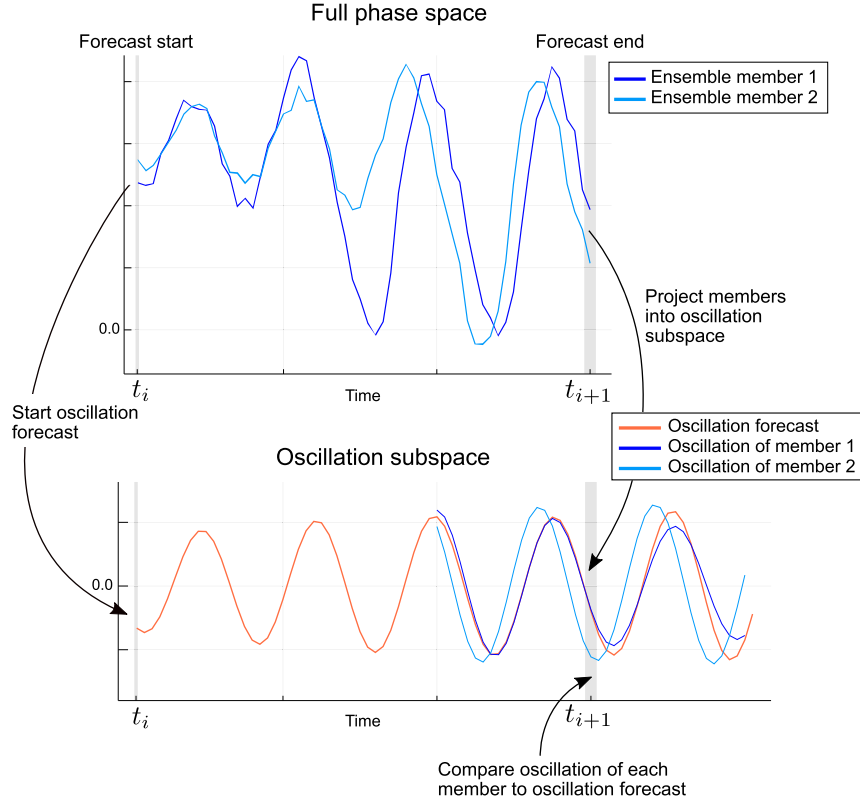 Full phase space
Forecast start
Forecast end
Ensemble member 1
Ensemble member 2
0.0
t_i
Time
t_{i+1}
Project members
into oscillation
subspace
Start oscillation
forecast
Oscillation forecast
Oscillation of member 1
Oscillation of member 2
Oscillation subspace
0.0
t_i
Time
t_{i+1}
Compare oscillation of each
member to oscillation forecast